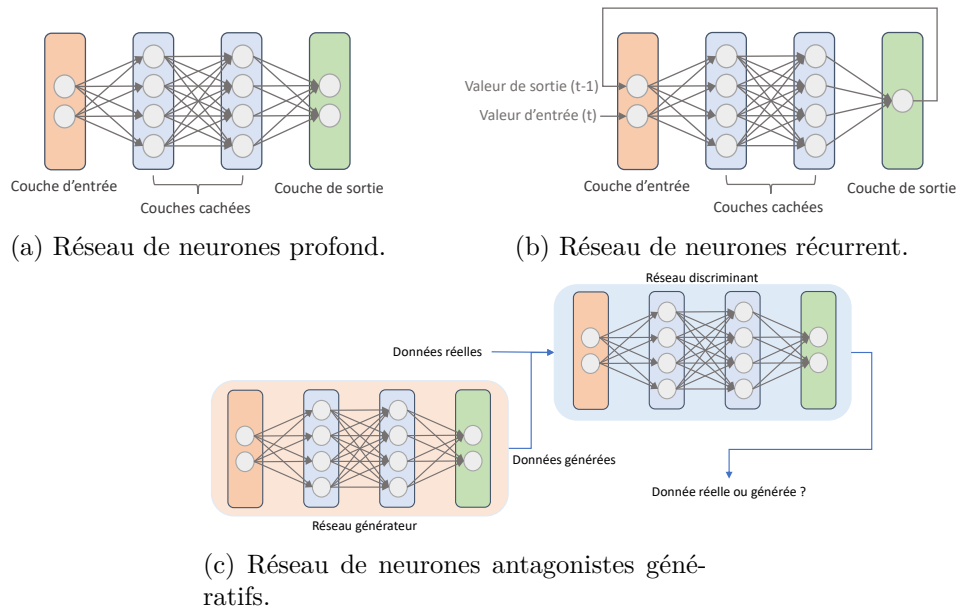 Couche d'entrée
Couches cachées
Couche de sortie
(a) Réseau de neurones profond.
Valeur de sortie (t-1)
Valeur d'entrée (t)
Couche d'entrée
Couches cachées
Couche de sortie
(b) Réseau de neurones récurrent.
Réseau discriminant
Données réelles
Données générées
Réseau générateur
Donnée réelle ou générée ?
(c) Réseau de neurones antagonistes géné-
ratifs.